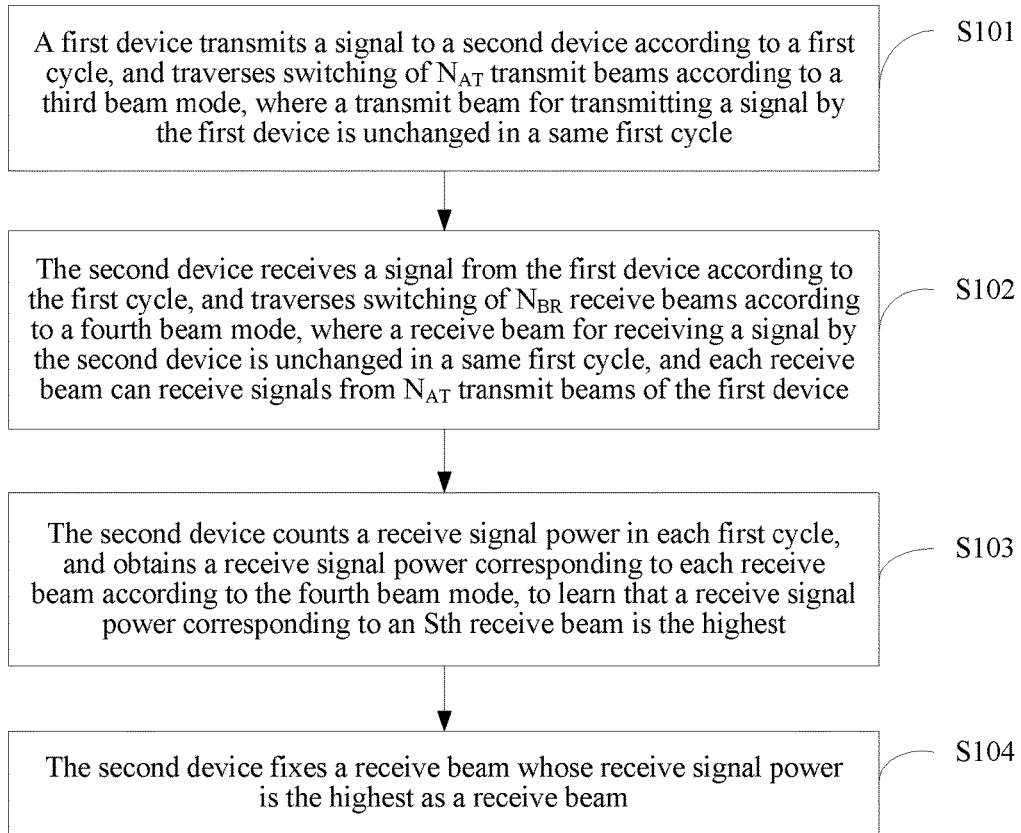 A first device transmits a signal to a second device according to a first
cycle, and traverses switching of N_AT transmit beams according to a
third beam mode, where a transmit beam for transmitting a signal by
the first device is unchanged in a same first cycle
S101
The second device receives a signal from the first device according to
the first cycle, and traverses switching of N_BR receive beams according
to a fourth beam mode, where a receive beam for receiving a signal by
the second device is unchanged in a same first cycle, and each receive
beam can receive signals from N_AT transmit beams of the first device
S102
The second device counts a receive signal power in each first cycle,
and obtains a receive signal power corresponding to each receive
beam according to the fourth beam mode, to learn that a receive signal
power corresponding to an Sth receive beam is the highest
S103
The second device fixes a receive beam whose receive signal power
is the highest as a receive beam
S104